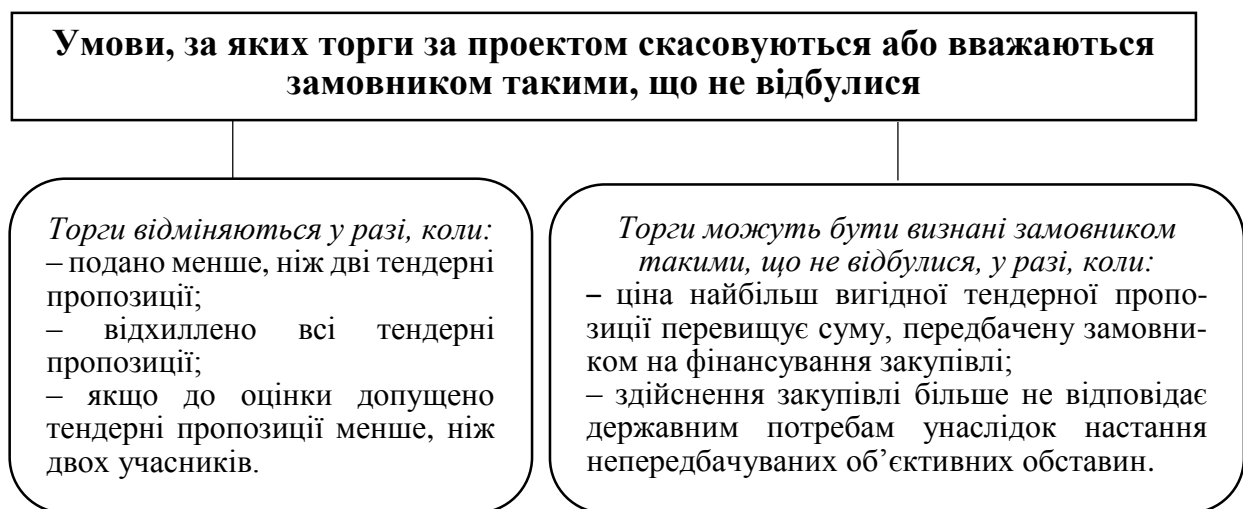 Умови, за яких торги за проектом скасовуються або вважаються
замовником такими, що не відбулися
Торги відміняються у разі, коли:
– подано менше, ніж дві тендерні
пропозиції;
– відхиллено всі тендерні
пропозиції;
– якщо до оцінки допущено
тендерні пропозиції менше, ніж
двох учасників.
Торги можуть бути визнані замовником
такими, що не відбулися, у разі, коли:
– ціна найбільш вигідної тендерної пропо-
зиції перевищує суму, передбачену замовни-
ком на фінансування закупівлі;
– здійснення закупівлі більше не відповідає
державним потребам унаслідок настання
непередбачуваних об’єктивних обставин.